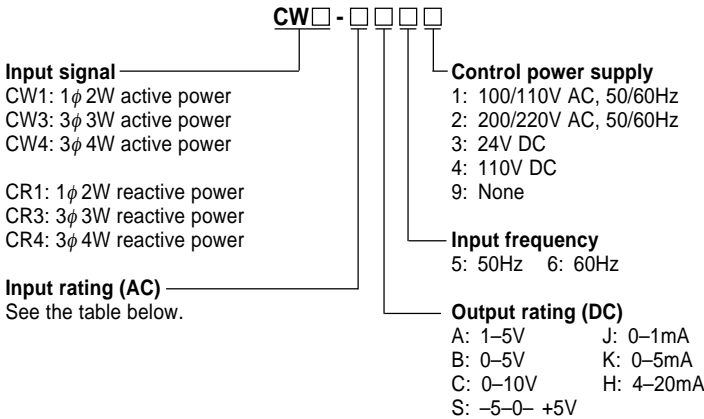 CW□ - □ □ □ □
Input signal
CW1: 1ϕ 2W active power
CW3: 3ϕ 3W active power
CW4: 3ϕ 4W active power
CR1: 1ϕ 2W reactive power
CR3: 3ϕ 3W reactive power
CR4: 3ϕ 4W reactive power
Input rating (AC)
See the table below.
Control power supply
1: 100/110V AC, 50/60Hz
2: 200/220V AC, 50/60Hz
3: 24V DC
4: 110V DC
9: None
Input frequency
5: 50Hz 6: 60Hz
Output rating (DC)
A: 1–5V J: 0–1mA
B: 0–5V K: 0–5mA
C: 0–10V H: 4–20mA
S: –5–0– +5V